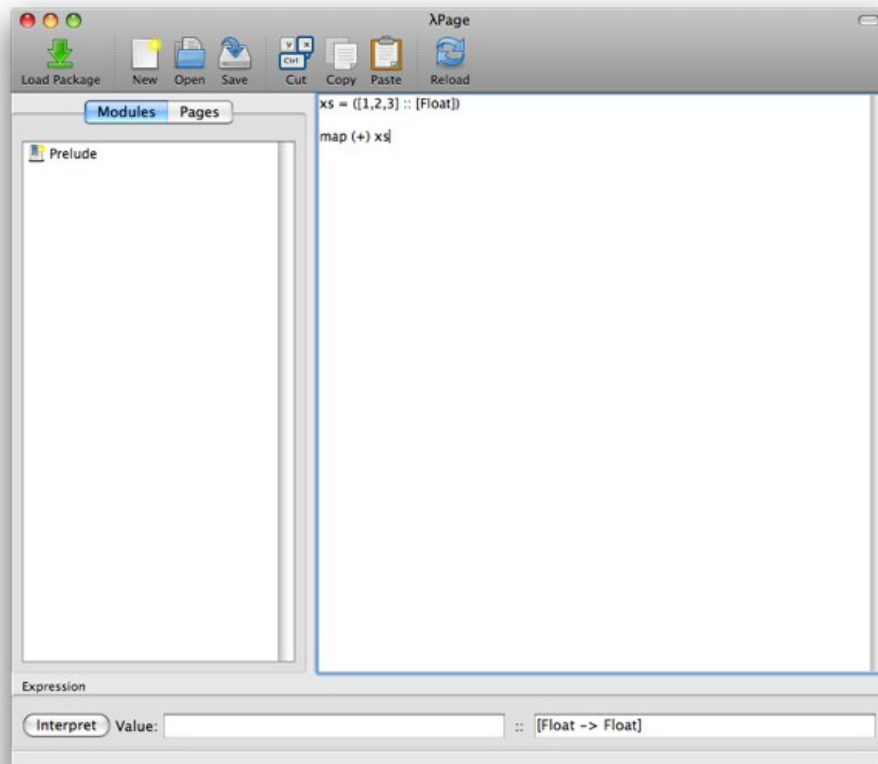 λPage
Load Package New Open Save Cut Copy Paste Reload
Modules Pages
Prelude
xs = ([1,2,3] :: [Float])
map (+) xs
Expression
Interpret Value: :: [Float -> Float]